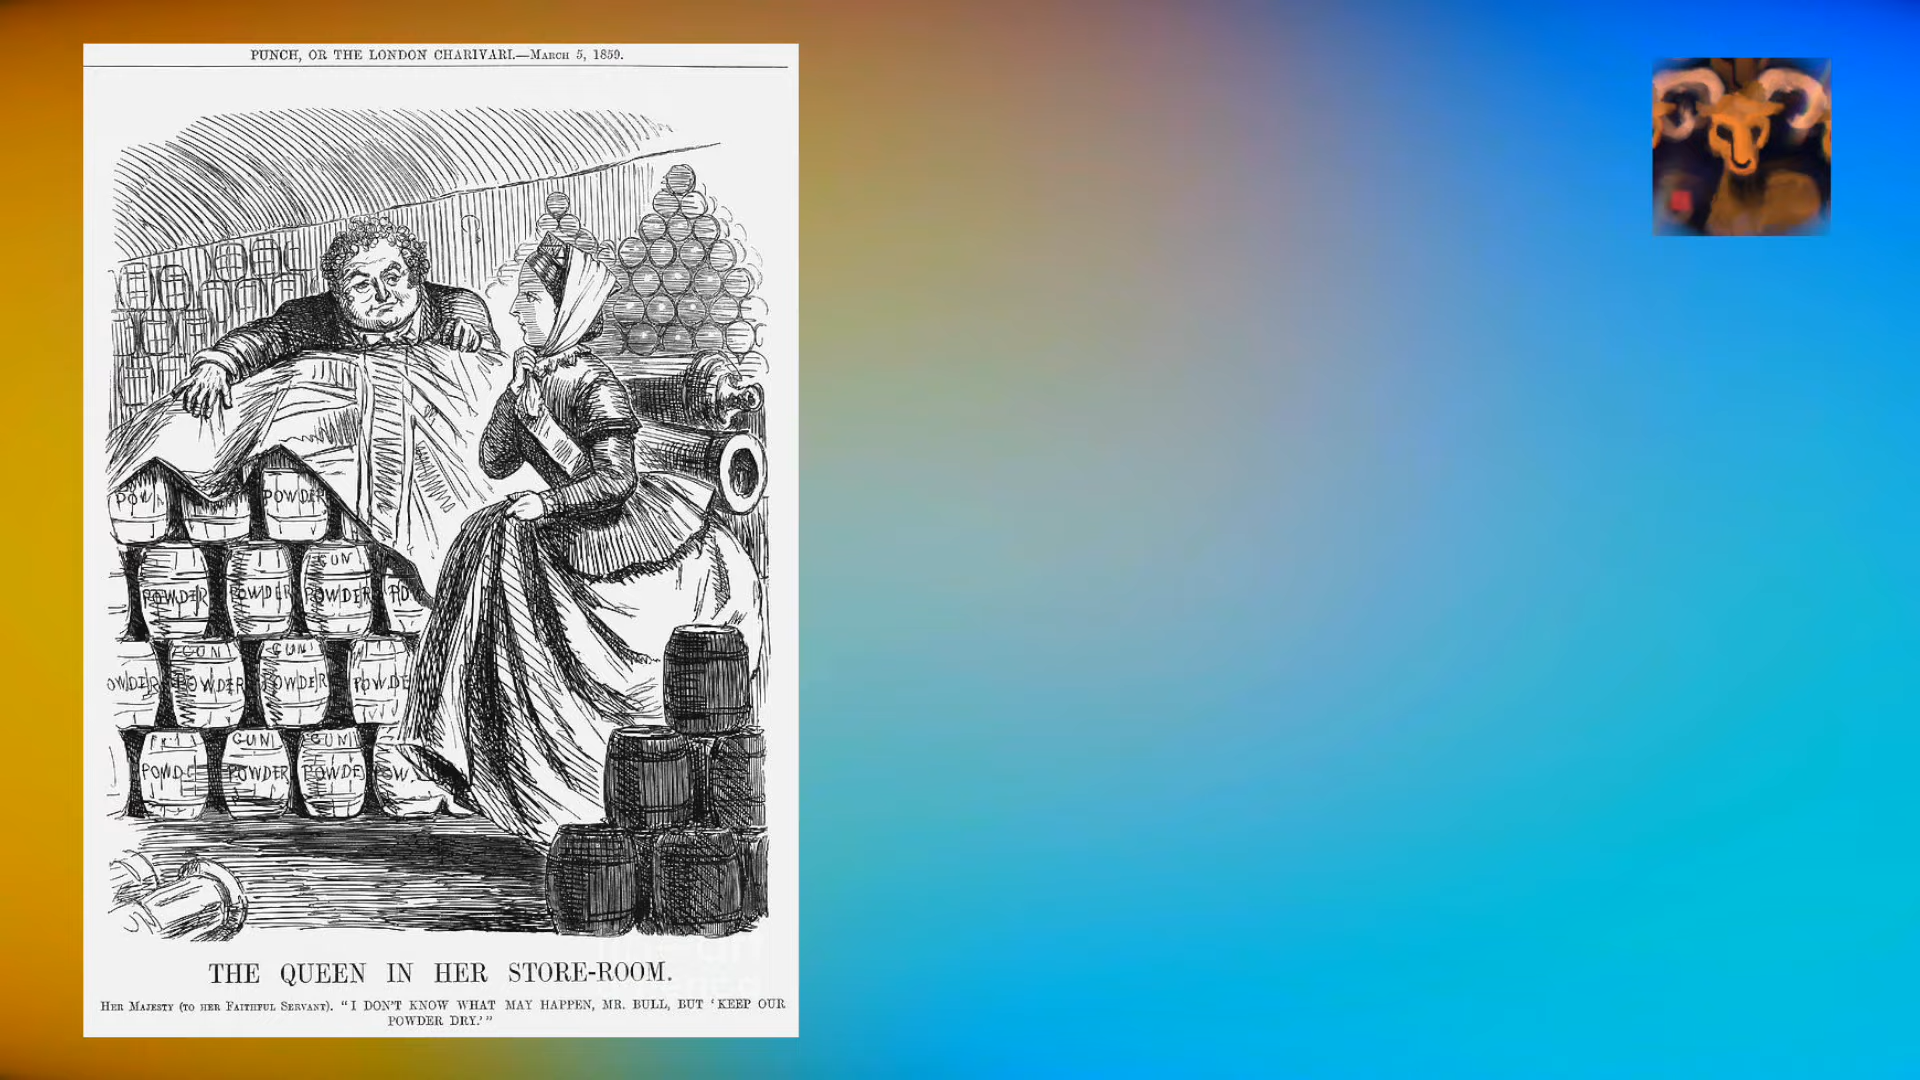 PUNCH, OR THE LONDON CHARIVARI.—MARCH 5, 1859.
POW
POWDER
POWDER
GUN
POWDER
GUN
POWDER
GUN
POWDER
POWDER
GUN
POWDER
GUN
POWDER
THE QUEEN IN HER STORE-ROOM.
HER MAJESTY (TO HER FAITHFUL SERVANT). "I DON'T KNOW WHAT MAY HAPPEN, MR. BULL, BUT 'KEEP OUR
POWDER DRY.'"